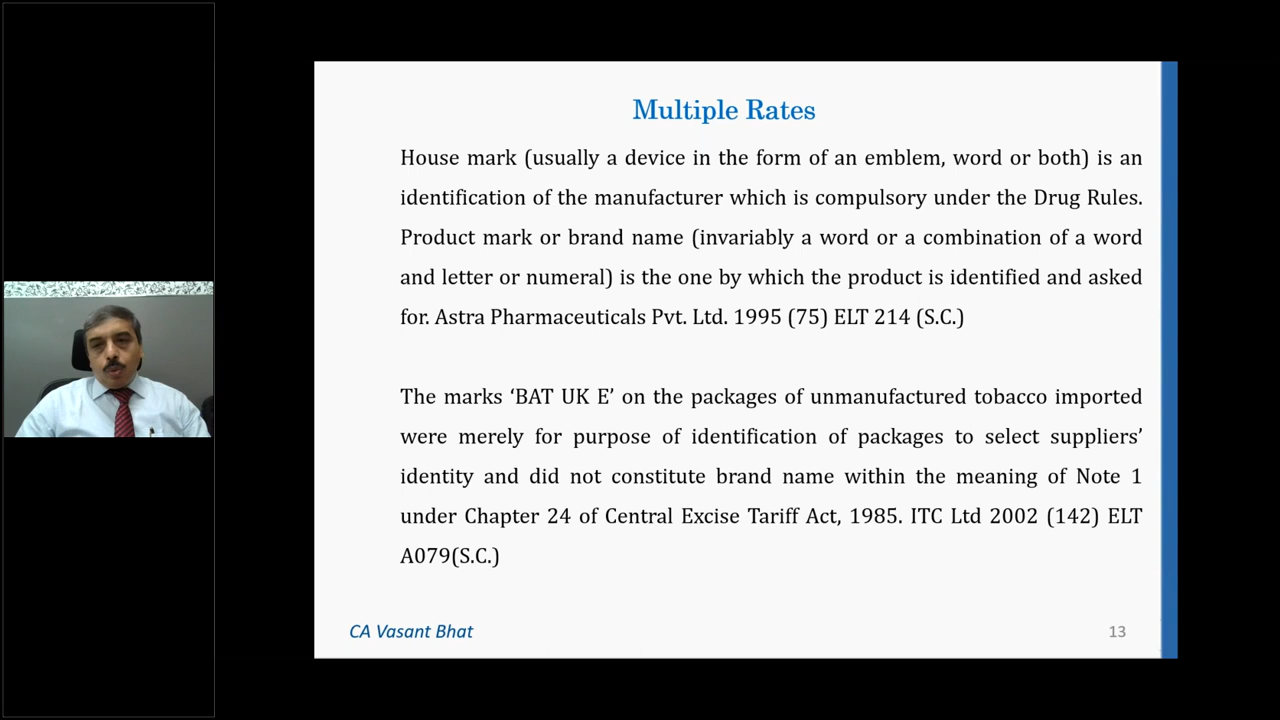 Multiple Rates
House mark (usually a device in the form of an emblem, word or both) is an
identification of the manufacturer which is compulsory under the Drug Rules.
Product mark or brand name (invariably a word or a combination of a word
and letter or numeral) is the one by which the product is identified and asked
for. Astra Pharmaceuticals Pvt. Ltd. 1995 (75) ELT 214 (S.C.)
The marks ‘BAT UK E’ on the packages of unmanufactured tobacco imported
were merely for purpose of identification of packages to select suppliers’
identity and did not constitute brand name within the meaning of Note 1
under Chapter 24 of Central Excise Tariff Act, 1985. ITC Ltd 2002 (142) ELT
A079(S.C.)
CA Vasant Bhat
13